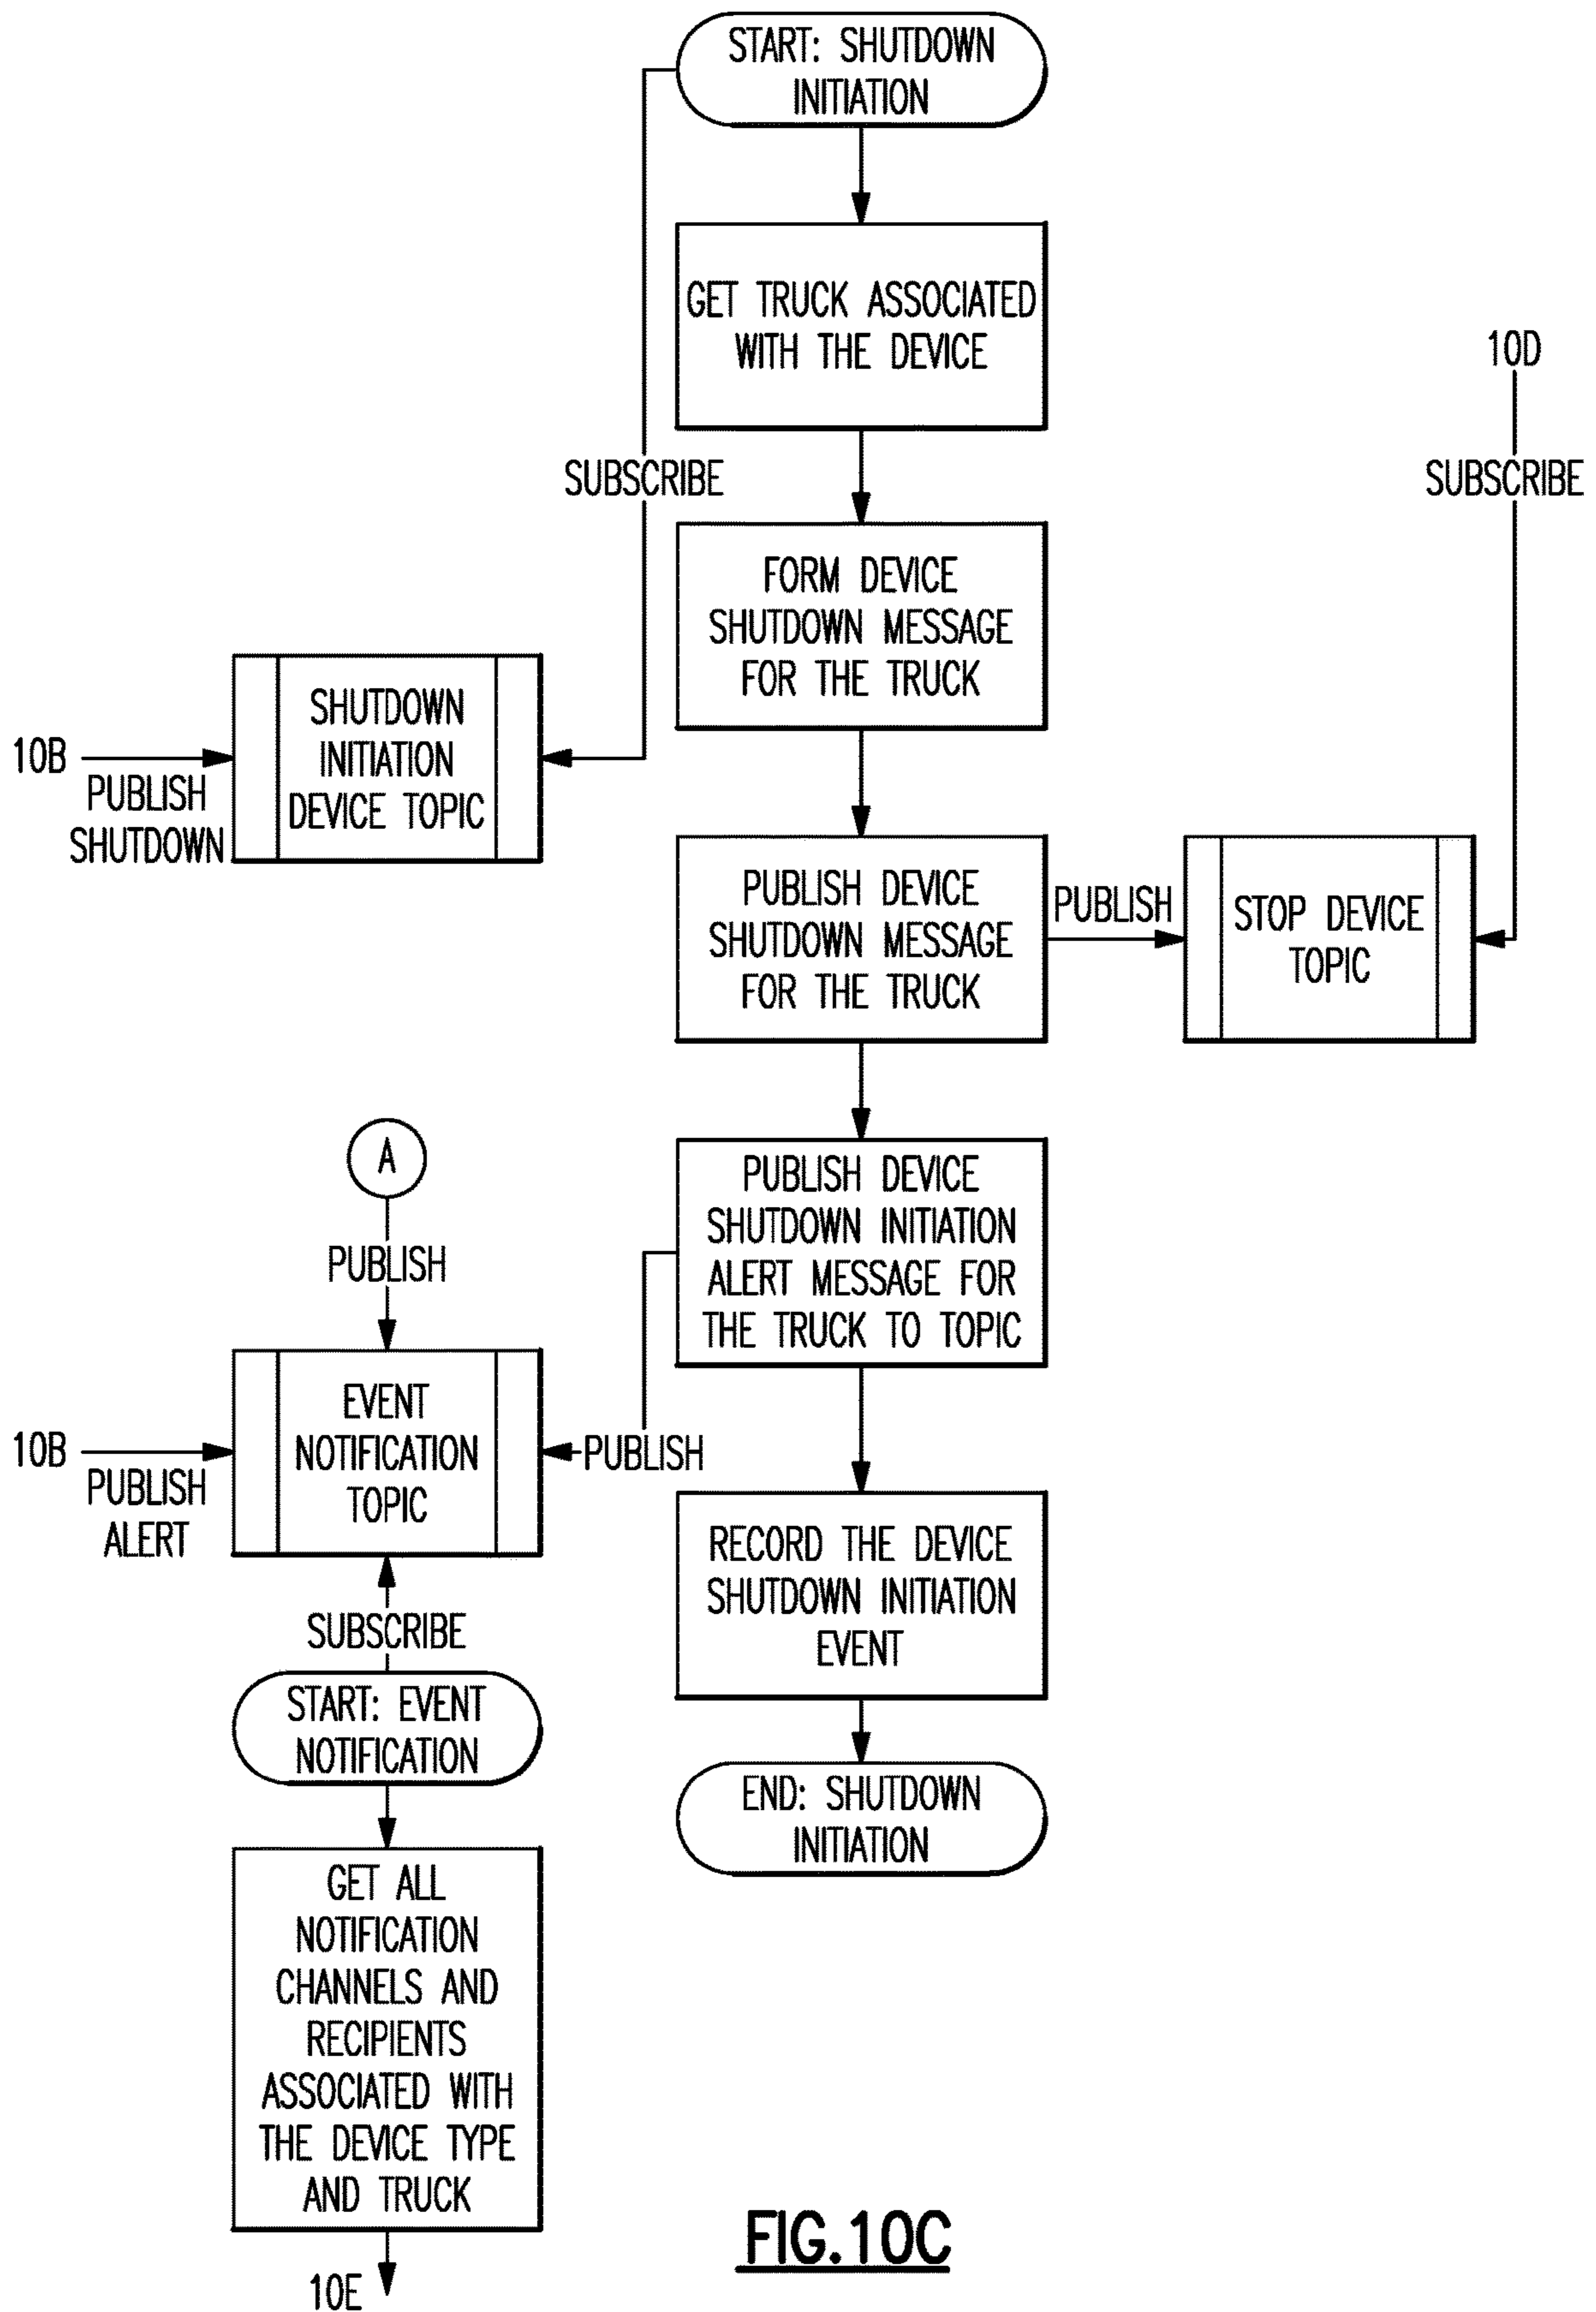 START: SHUTDOWN
INITIATION
GET TRUCK ASSOCIATED
WITH THE DEVICE
10D
SUBSCRIBE
SUBSCRIBE
FORM DEVICE
SHUTDOWN MESSAGE
FOR THE TRUCK
SHUTDOWN
INITIATION
DEVICE TOPIC
10B
PUBLISH
SHUTDOWN
PUBLISH DEVICE
SHUTDOWN MESSAGE
FOR THE TRUCK
PUBLISH
STOP DEVICE
TOPIC
A
PUBLISH
PUBLISH DEVICE
SHUTDOWN INITIATION
ALERT MESSAGE FOR
THE TRUCK TO TOPIC
EVENT
NOTIFICATION
TOPIC
10B
PUBLISH
ALERT
PUBLISH
RECORD THE DEVICE
SHUTDOWN INITIATION
EVENT
SUBSCRIBE
START: EVENT
NOTIFICATION
END: SHUTDOWN
INITIATION
GET ALL
NOTIFICATION
CHANNELS AND
RECIPIENTS
ASSOCIATED WITH
THE DEVICE TYPE
AND TRUCK
10E
FIG.10C